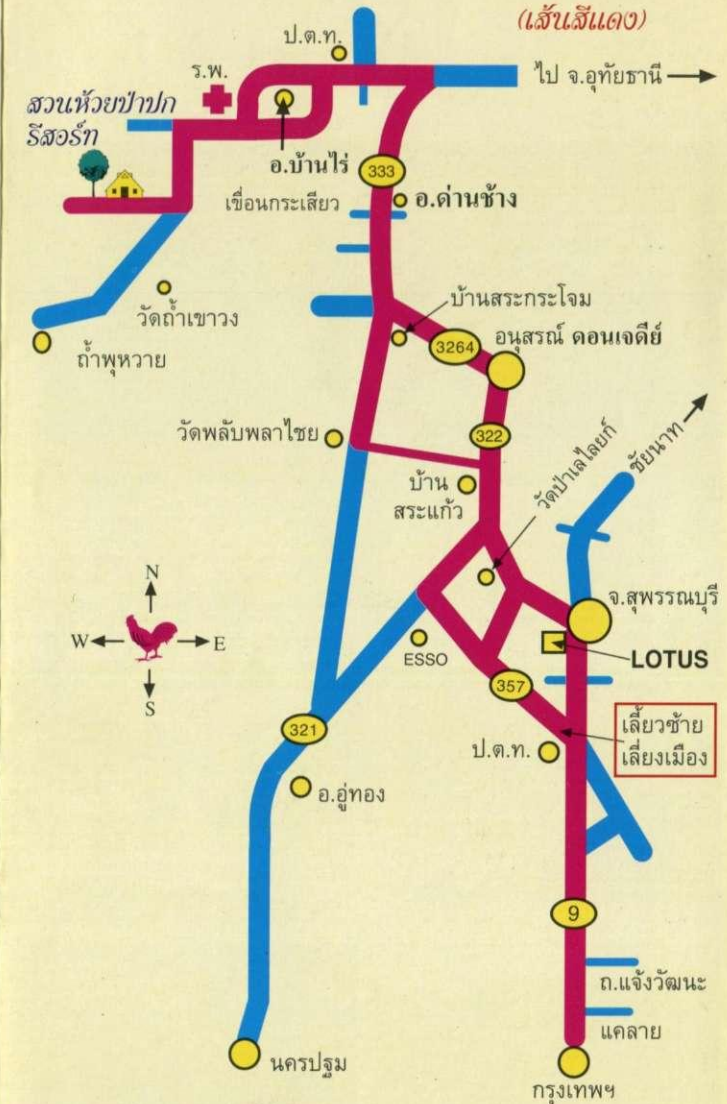 (เส้นสีแดง)
ป.ต.ท.
ร.พ.
ไป จ.อุทัยธานี
สวนห้วยป่าปก
รีสอร์ท
อ.บ้านไร่
333
เขื่อนกระเสียว
อ.ด่านช้าง
วัดถ้ำเขาวง
ถ้ำพุหวาย
บ้านสระกระโจม
3264
อนุสรณ์ ดอนเจดีย์
วัดพลับพลาไชย
322
บ้าน
สระแก้ว
วัดป่าเลไลยก์
ชัยนาท
N
W
E
S
จ.สุพรรณบุรี
ESSO
LOTUS
357
321
เลี้ยวซ้าย
เลี่ยงเมือง
ป.ต.ท.
อ.อู่ทอง
9
ถ.แจ้งวัฒนะ
แคลาย
นครปฐม
กรุงเทพฯ